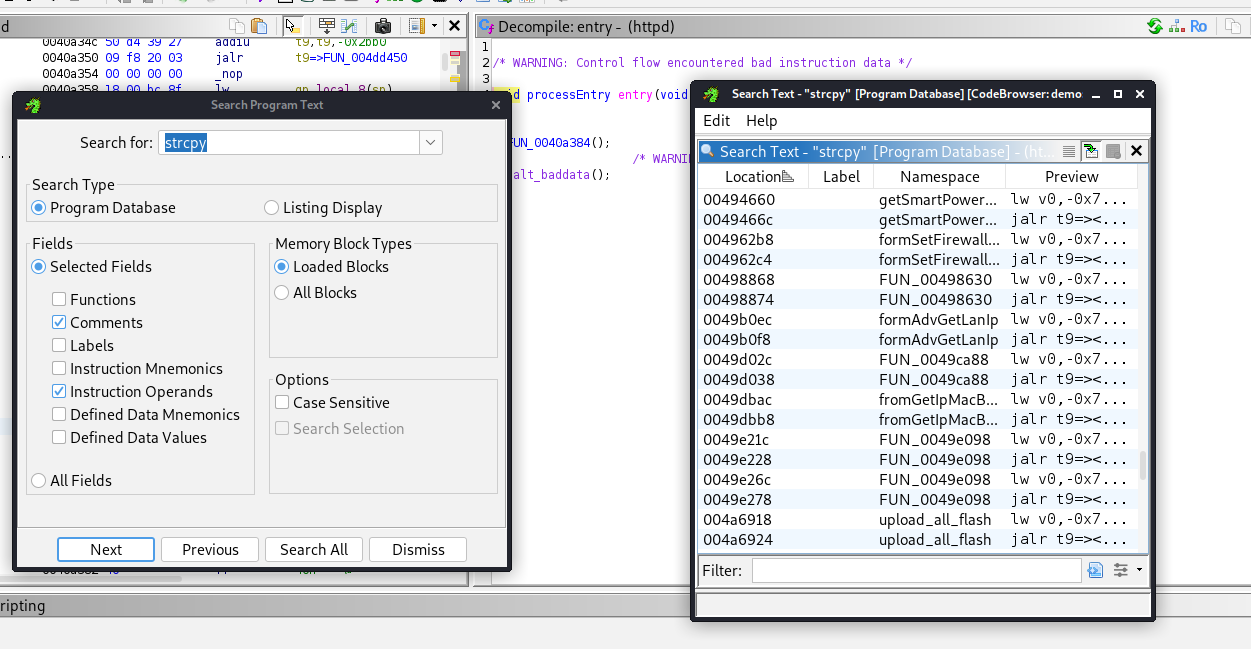 d
Decompile: entry - (httpd)
Ro
0040a34c 50 d4 39 27 addiu t9,t9,-0x2bb0
0040a350 09 f8 20 03 jalr t9=>FUN_004dd450
0040a354 00 00 00 00 _nop
0040a358 18 00 bc 8f lw gp,local_8(sp)
1
2 /* WARNING: Control flow encountered bad instruction data */
3
processEntry entry(void
FUN_0040a384();
/* WARNI
alt_baddata();
Search Program Text
Search for: strcpy
Search Type
Program Database
Listing Display
Fields
Selected Fields
Functions
Comments
Labels
Instruction Mnemonics
Instruction Operands
Defined Data Mnemonics
Defined Data Values
All Fields
Memory Block Types
Loaded Blocks
All Blocks
Options
Case Sensitive
Search Selection
Next Previous Search All Dismiss
ripting
Search Text - "strcpy" [Program Database] [CodeBrowser: demo
Edit Help
Search Text - "strcpy" [Program Database] - (ht...
Location Label Namespace Preview
00494660 getSmartPower... lw v0,-0x7...
0049466c getSmartPower... jalr t9=><...
004962b8 formSetFirewall... lw v0,-0x7...
004962c4 formSetFirewall... jalr t9=><...
00498868 FUN_00498630 lw v0,-0x7...
00498874 FUN_00498630 jalr t9=><...
0049b0ec formAdvGetLanIp lw v0,-0x7...
0049b0f8 formAdvGetLanIp jalr t9=><...
0049d02c FUN_0049ca88 lw v0,-0x7...
0049d038 FUN_0049ca88 jalr t9=><...
0049dbac fromGetIpMacB... lw v0,-0x7...
0049dbb8 fromGetIpMacB... jalr t9=><...
0049e21c FUN_0049e098 lw v0,-0x7...
0049e228 FUN_0049e098 jalr t9=><...
0049e26c FUN_0049e098 lw v0,-0x7...
0049e278 FUN_0049e098 jalr t9=><...
004a6918 upload_all_flash lw v0,-0x7...
004a6924 upload_all_flash jalr t9=><...
Filter: